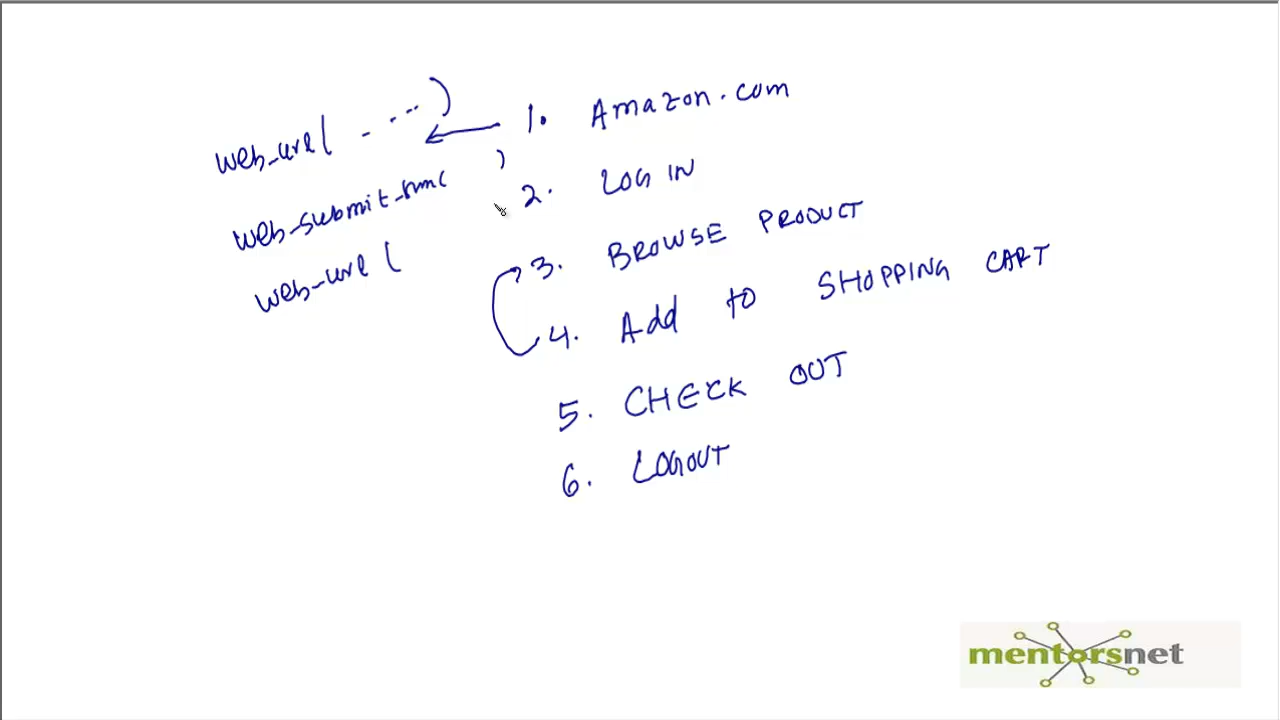 web_url( - . ...) 1. Amazon.com
web_submit_ ( ) 2. LOG IN
web_url ( 3. BROWSE PRODUCT
4. Add to SHOPPING CART
5. CHECK OUT
6. LOGOUT
mentorsnet